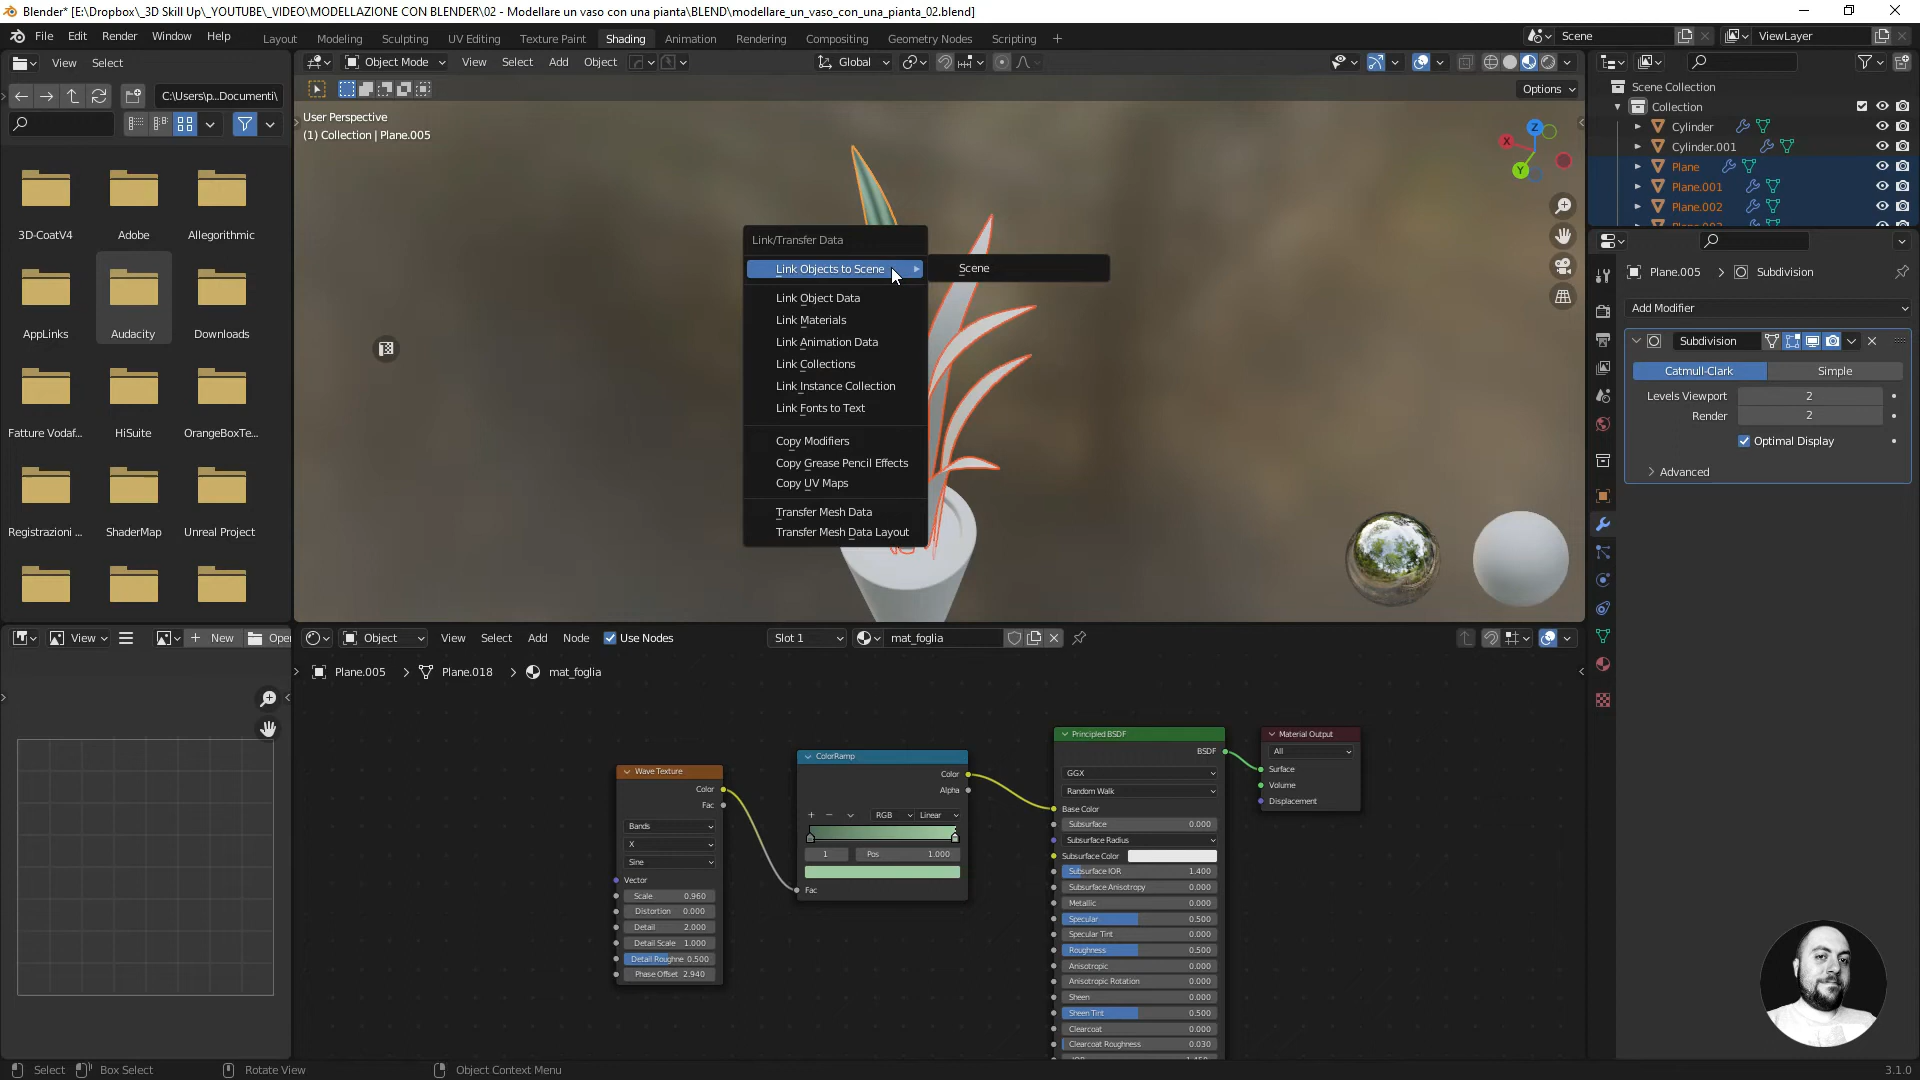 Blender* [E:\Dropbox\_3D Skill Up\_YOUTUBE\_VIDEO\MODELLAZIONE CON BLENDER\02 - Modellare un vaso con una pianta\BLEND\modellare_un_vaso_con_una_pianta_02.blend]
File Edit Render Window Help
Layout Modeling Sculpting UV Editing Texture Paint Shading Animation Rendering Compositing Geometry Nodes Scripting +
Scene
ViewLayer
View Select
C:\Users\p...Documenti\
3D-CoatV4 Adobe Allegorithmic
AppLinks Audacity Downloads
Fatture Vodaf... HiSuite OrangeBoxTe...
Registrazioni ... ShaderMap Unreal Project
Object Mode View Select Add Object Global
Options
User Perspective
(1) Collection | Plane.005
X Y Z
Link/Transfer Data
Link Objects to Scene
Scene
Link Object Data
Link Materials
Link Animation Data
Link Collections
Link Instance Collection
Link Fonts to Text
Copy Modifiers
Copy Grease Pencil Effects
Copy UV Maps
Transfer Mesh Data
Transfer Mesh Data Layout
Scene Collection
Collection
Cylinder
Cylinder.001
Plane
Plane.001
Plane.002
Plane.005 > Subdivision
Add Modifier
Subdivision
Catmull-Clark Simple
Levels Viewport 2
Render 2
Optimal Display
Advanced
View + New Open
Object View Select Add Node Use Nodes Slot 1 mat_foglia
Plane.005 > Plane.018 > mat_foglia
Wave Texture
Color
Fac
Bands
X
Sine
Vector
Scale 0.960
Distortion 0.000
Detail 2.000
Detail Scale 1.000
Detail Roughne 0.500
Phase Offset 2.940
ColorRamp
Color
Alpha
+ − RGB Linear
1 Pos 1.000
Fac
Principled BSDF
BSDF
GGX
Random Walk
Base Color
Subsurface 0.000
Subsurface Radius
Subsurface Color
Subsurface IOR 1.400
Subsurface Anisotropy 0.000
Metallic 0.000
Specular 0.500
Specular Tint 0.000
Roughness 0.500
Anisotropic 0.000
Anisotropic Rotation 0.000
Sheen 0.000
Sheen Tint 0.500
Clearcoat 0.000
Clearcoat Roughness 0.030
Material Output
All
Surface
Volume
Displacement
Select Box Select Rotate View Object Context Menu
3.1.0